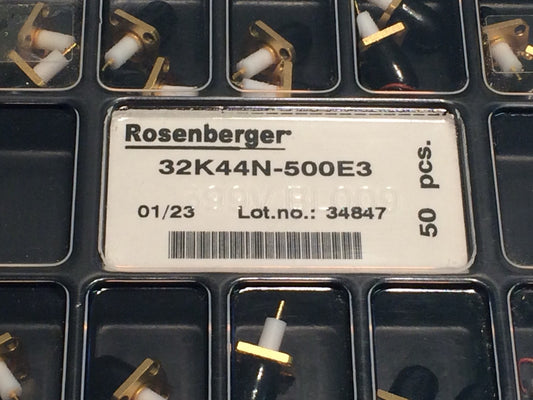 Rosenberger
32K44N-500E3
01/23 Lot.no.: 34847
50 pcs.